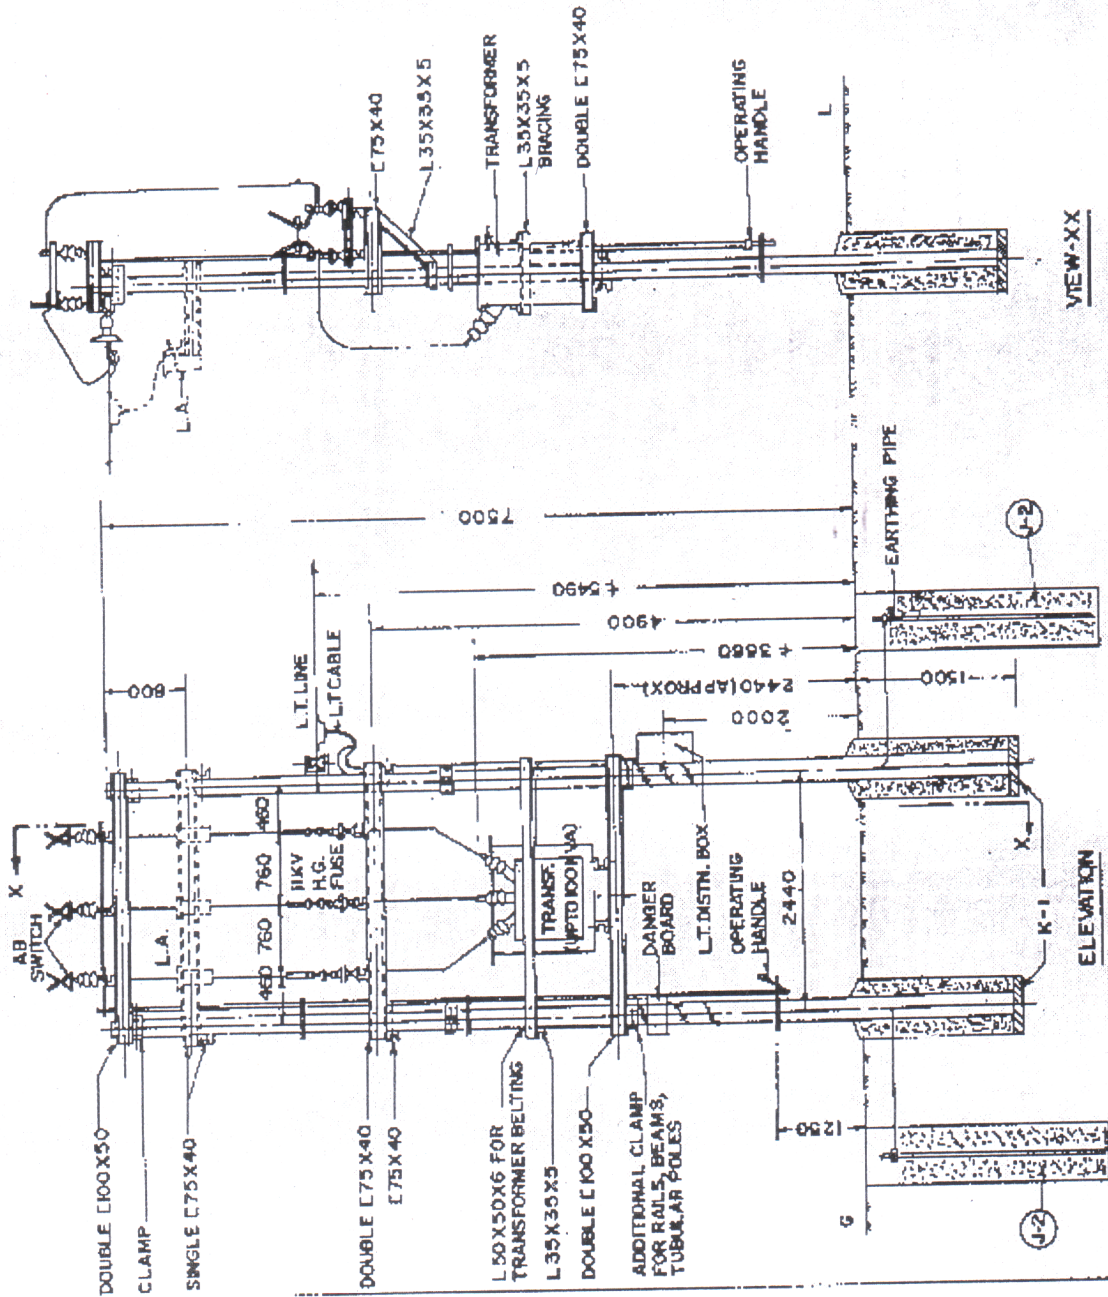 AB
SWITCH
X
DOUBLE [100X50
CLAMP
SINGLE [75X40
L.A.
600
460
760
760
460
11KV
H.G.
FUSE
L.T. LINE
L.T CABLE
DOUBLE [75X40
[75X40
L50X50X6 FOR
TRANSFORMER BELTING
L35X35X5
DOUBLE [100X50
ADDITIONAL CLAMP
FOR RAILS, BEAMS,
TUBULAR POLES
TRANSF.
(UPTO 100KVA)
DANGER
BOARD
L.T. DISTN. BOX
OPERATING
HANDLE
2440
1250
G
J-2
K-1
X
ELEVATION
7500
+5490
4900
+3660
2440(APPROX)
2000
1500
EARTHING PIPE
J-2
L.A.
[75X40
L35X35X5
TRANSFORMER
L35X35X5
BRACING
DOUBLE [75X40
OPERATING
HANDLE
L
VIEW-XX